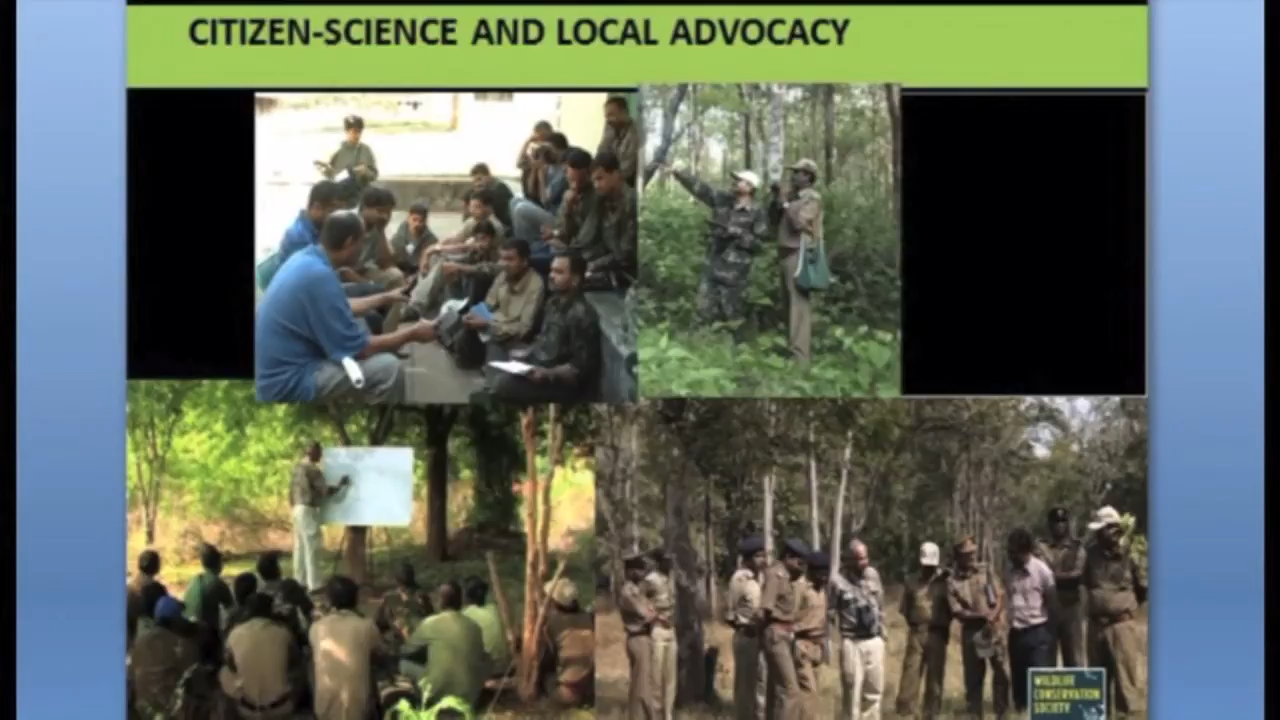 CITIZEN-SCIENCE AND LOCAL ADVOCACY
WILDLIFE
CONSERVATION
SOCIETY